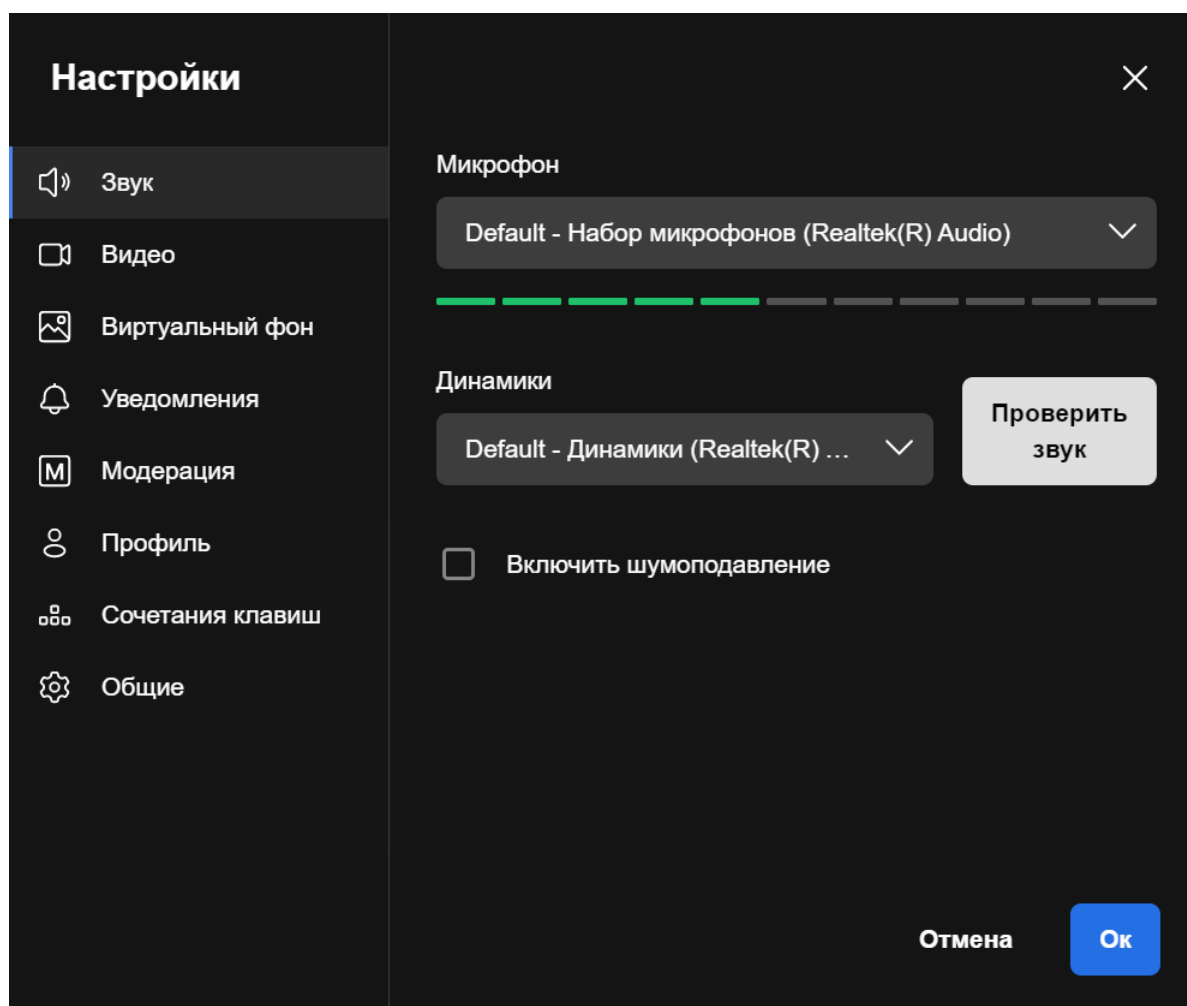 Настройки
Звук
Видео
Виртуальный фон
Уведомления
M
Модерация
Профиль
Сочетания клавиш
Общие
Микрофон
Default - Набор микрофонов (Realtek(R) Audio)
Динамики
Default - Динамики (Realtek(R) ...
Проверить
звук
Включить шумоподавление
Отмена
Ок